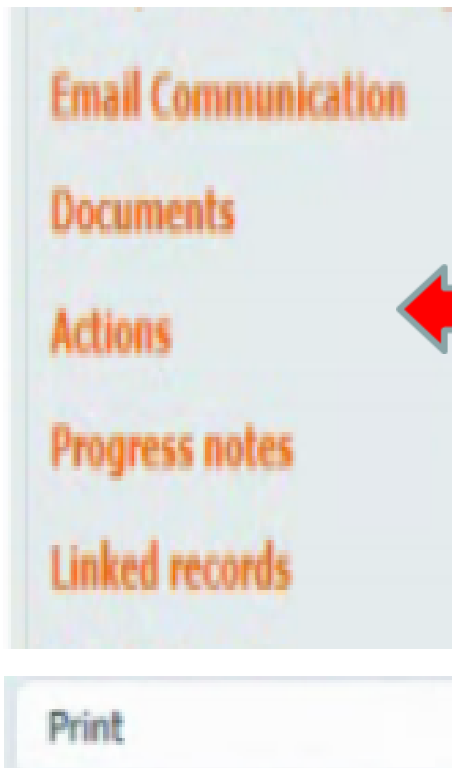 Email Communication
Documents
Actions
Progress notes
Linked records
Print